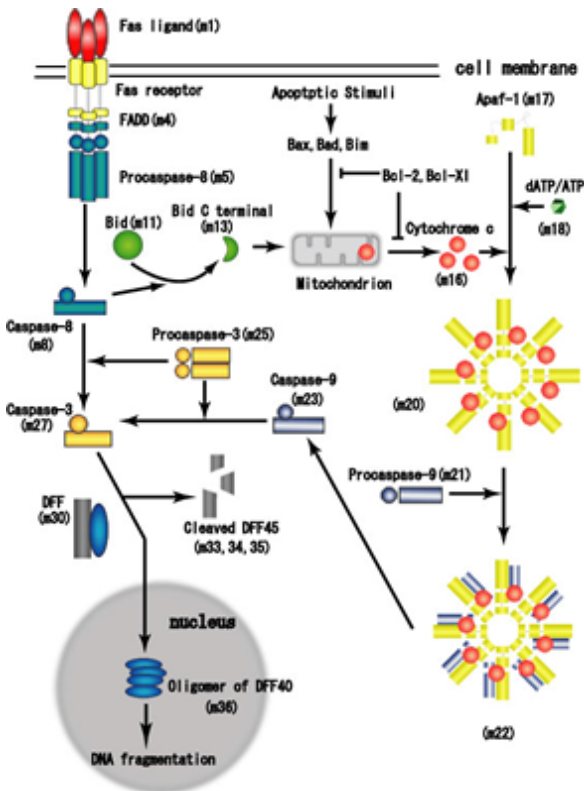 Fas ligand(m1)
cell membrane
Fas receptor
Apoptptic Stimuli
Apaf-1(m17)
FADD(m4)
Bax,Bad,Bim
Procaspase-8(m5)
Bcl-2,Bcl-Xl
dATP/ATP
(m18)
Bid(m11)
Bid C terminal
(m13)
Cytochrome c
(m16)
Mitochondrion
Caspase-8
(m8)
Procaspase-3(m25)
Caspase-9
(m23)
(m20)
Caspase-3
(m27)
Procaspase-9(m21)
DFF
(m30)
Cleaved DFF45
(m33,34,35)
nucleus
Oligomer of DFF40
(m36)
(m22)
DNA fragmentation